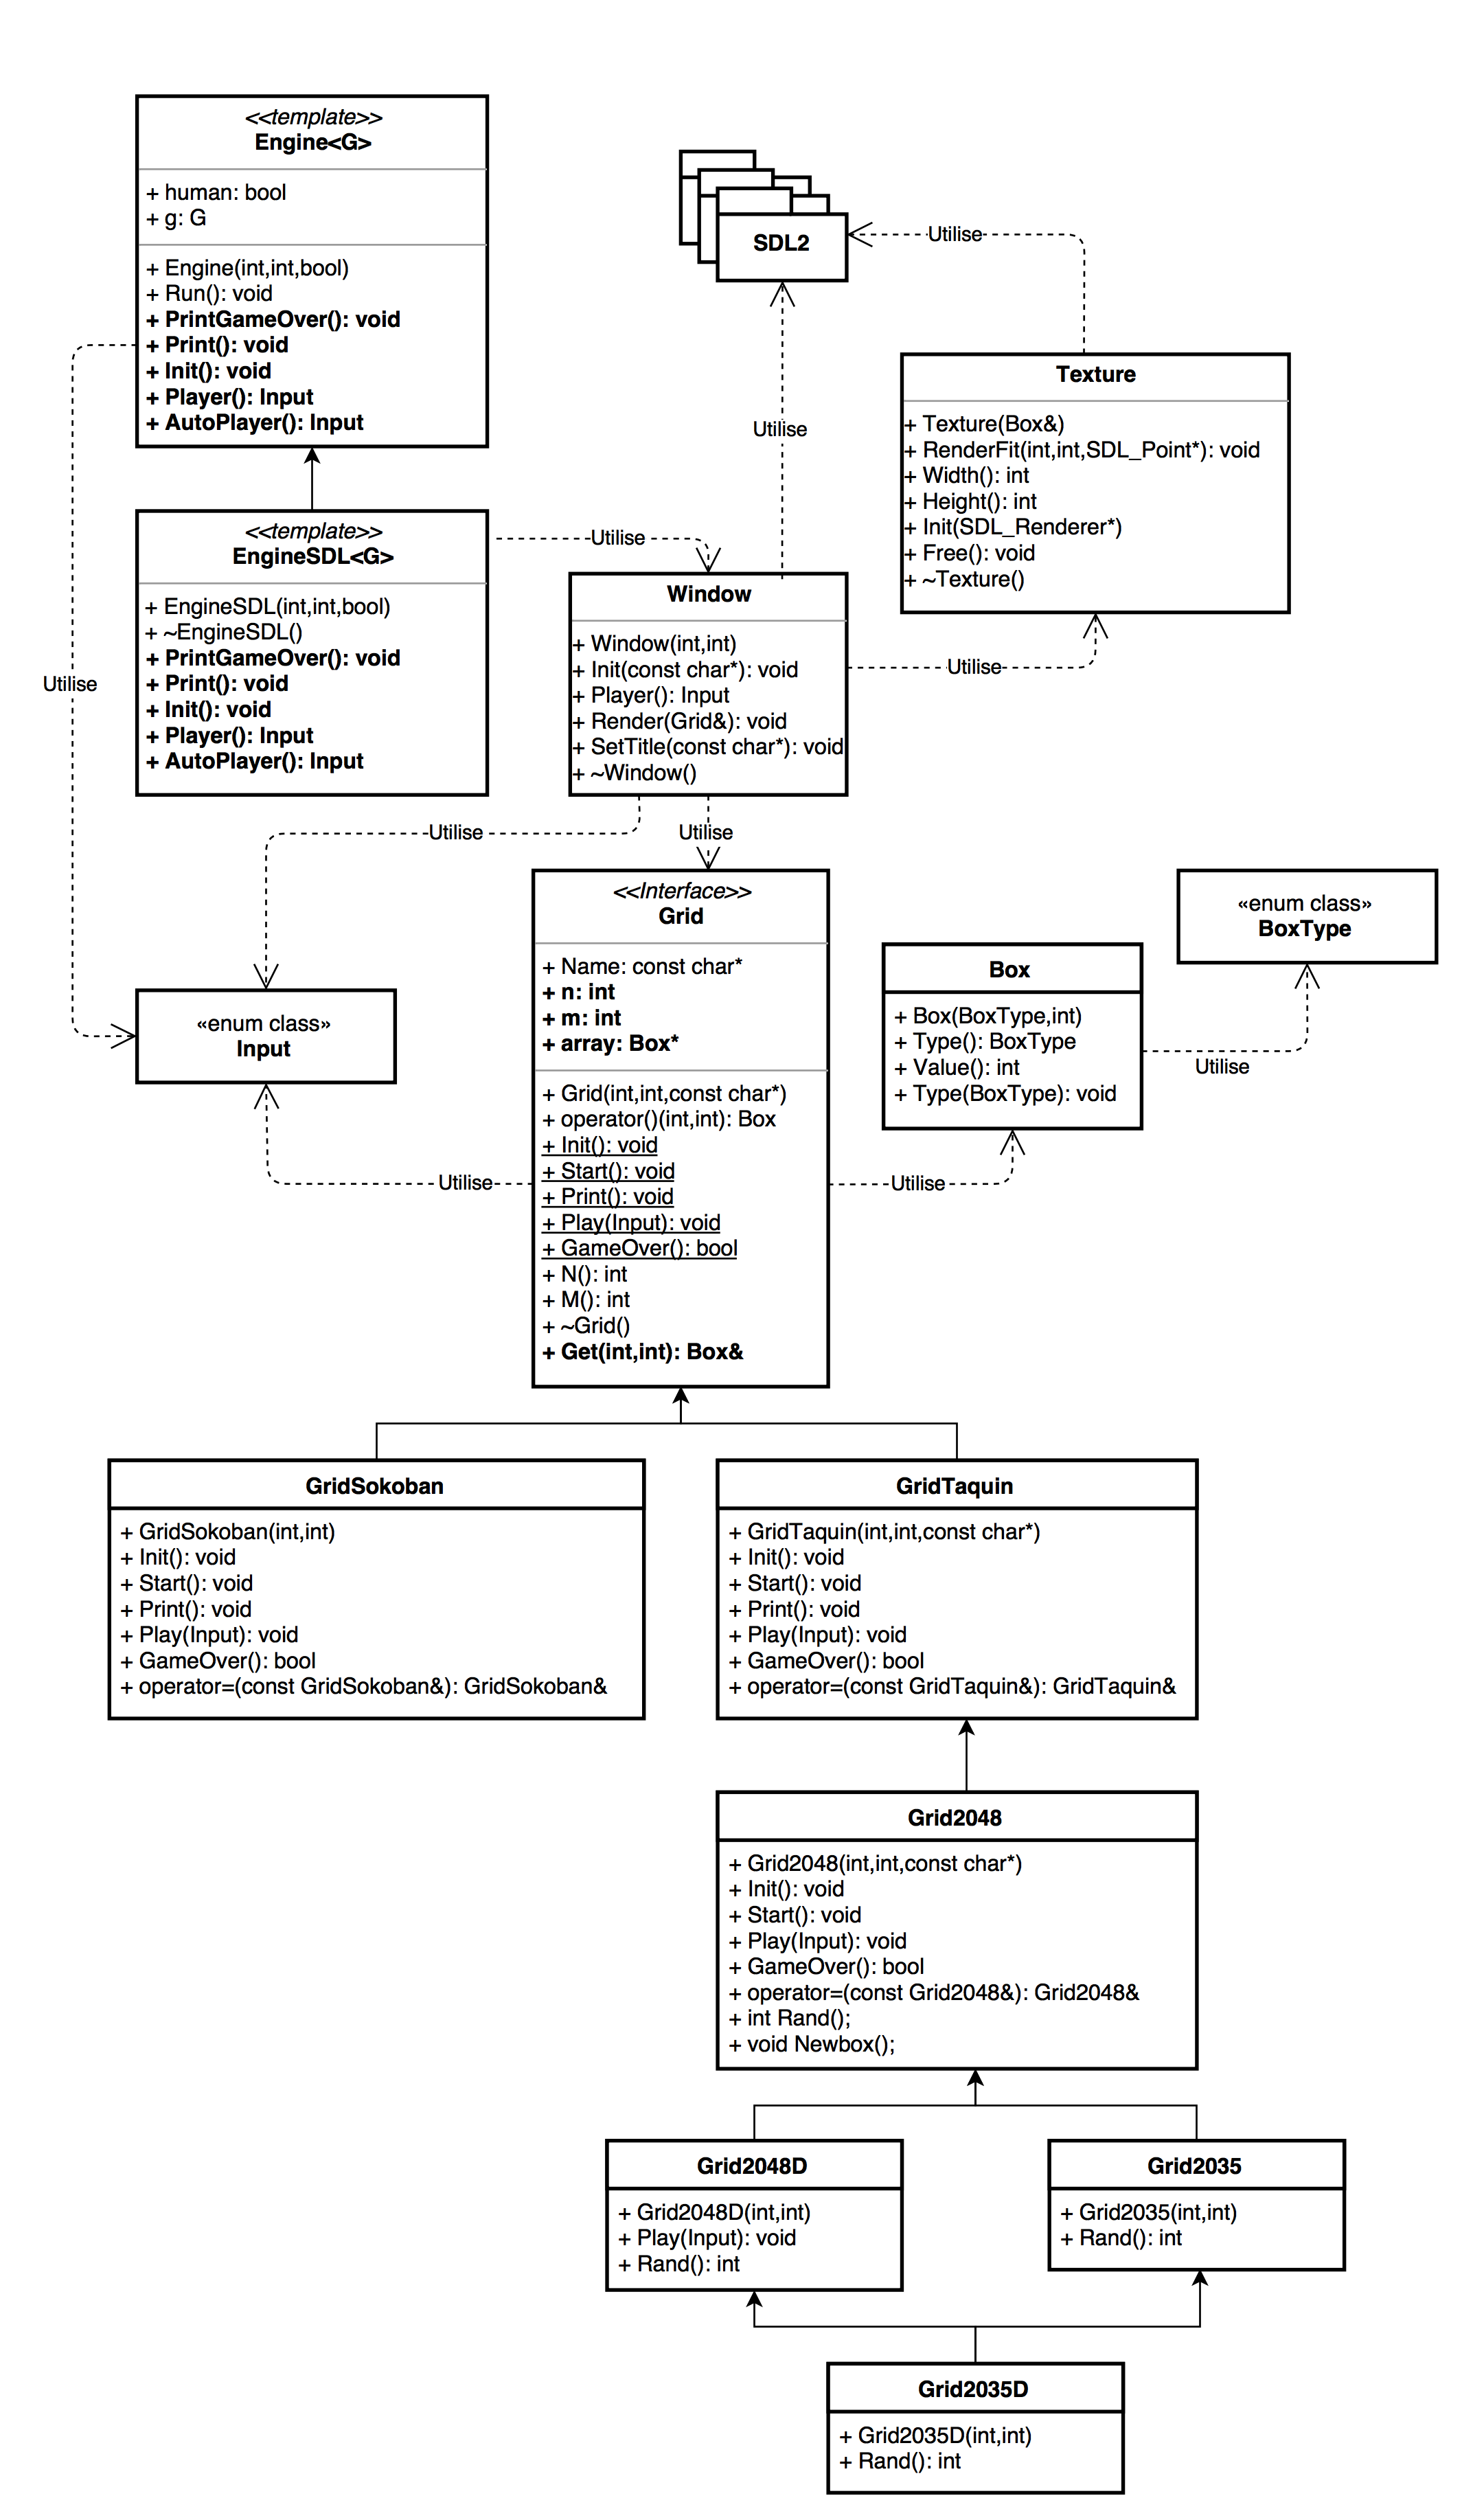 <<template>>
Engine<G>
+ human: bool
+ g: G
+ Engine(int,int,bool)
+ Run(): void
+ PrintGameOver(): void
+ Print(): void
+ Init(): void
+ Player(): Input
+ AutoPlayer(): Input
SDL2
Utilise
Utilise
Texture
+ Texture(Box&)
+ RenderFit(int,int,SDL_Point*): void
+ Width(): int
+ Height(): int
+ Init(SDL_Renderer*)
+ Free(): void
+ ~Texture()
<<template>>
EngineSDL<G>
+ EngineSDL(int,int,bool)
+ ~EngineSDL()
+ PrintGameOver(): void
+ Print(): void
+ Init(): void
+ Player(): Input
+ AutoPlayer(): Input
Utilise
Window
+ Window(int,int)
+ Init(const char*): void
+ Player(): Input
+ Render(Grid&): void
+ SetTitle(const char*): void
+ ~Window()
Utilise
Utilise
Utilise
Utilise
<<Interface>>
Grid
+ Name: const char*
+ n: int
+ m: int
+ array: Box*
+ Grid(int,int,const char*)
+ operator()(int,int): Box
+ Init(): void
+ Start(): void
+ Print(): void
+ Play(Input): void
+ GameOver(): bool
+ N(): int
+ M(): int
+ ~Grid()
+ Get(int,int): Box&
«enum class»
BoxType
Box
+ Box(BoxType,int)
+ Type(): BoxType
+ Value(): int
+ Type(BoxType): void
Utilise
«enum class»
Input
Utilise
Utilise
GridSokoban
+ GridSokoban(int,int)
+ Init(): void
+ Start(): void
+ Print(): void
+ Play(Input): void
+ GameOver(): bool
+ operator=(const GridSokoban&): GridSokoban&
GridTaquin
+ GridTaquin(int,int,const char*)
+ Init(): void
+ Start(): void
+ Print(): void
+ Play(Input): void
+ GameOver(): bool
+ operator=(const GridTaquin&): GridTaquin&
Grid2048
+ Grid2048(int,int,const char*)
+ Init(): void
+ Start(): void
+ Play(Input): void
+ GameOver(): bool
+ operator=(const Grid2048&): Grid2048&
+ int Rand();
+ void Newbox();
Grid2048D
+ Grid2048D(int,int)
+ Play(Input): void
+ Rand(): int
Grid2035
+ Grid2035(int,int)
+ Rand(): int
Grid2035D
+ Grid2035D(int,int)
+ Rand(): int